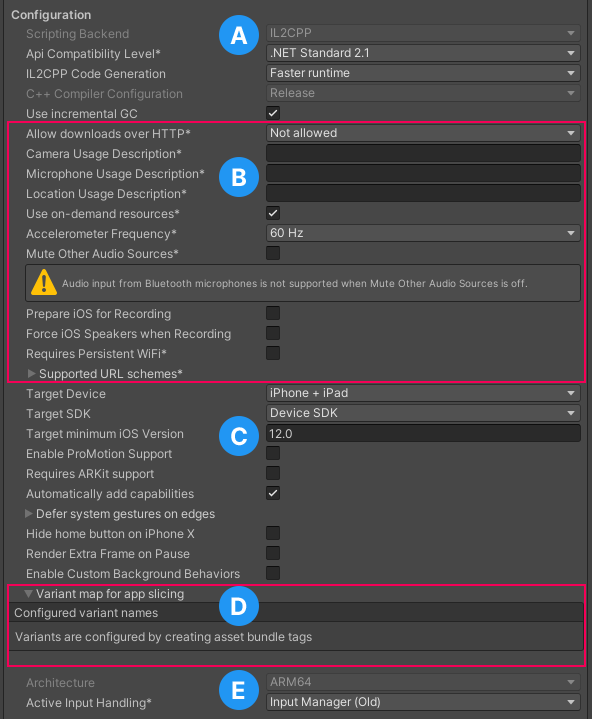 Configuration
Scripting Backend A IL2CPP
Api Compatibility Level* .NET Standard 2.1
IL2CPP Code Generation Faster runtime
C++ Compiler Configuration Release
Use incremental GC
Allow downloads over HTTP* Not allowed
Camera Usage Description*
Microphone Usage Description* B
Location Usage Description*
Use on-demand resources*
Accelerometer Frequency* 60 Hz
Mute Other Audio Sources*
Audio input from Bluetooth microphones is not supported when Mute Other Audio Sources is off.
Prepare iOS for Recording
Force iOS Speakers when Recording
Requires Persistent WiFi*
Supported URL schemes*
Target Device iPhone + iPad
Target SDK Device SDK
Target minimum iOS Version C 12.0
Enable ProMotion Support
Requires ARKit support
Automatically add capabilities
Defer system gestures on edges
Hide home button on iPhone X
Render Extra Frame on Pause
Enable Custom Background Behaviors
Variant map for app slicing
Configured variant names D
Variants are configured by creating asset bundle tags
Architecture E ARM64
Active Input Handling* Input Manager (Old)